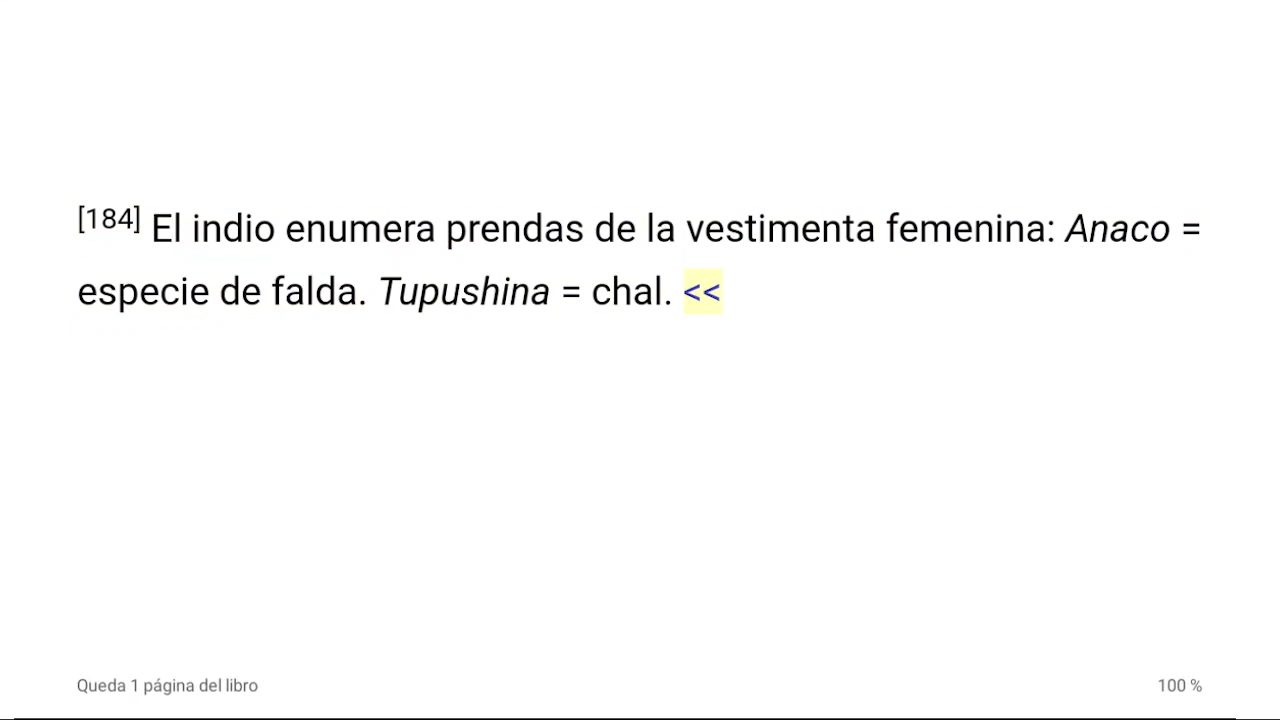 [184] El indio enumera prendas de la vestimenta femenina: Anaco =
especie de falda. Tupushina = chal. <<
Queda 1 página del libro
100 %